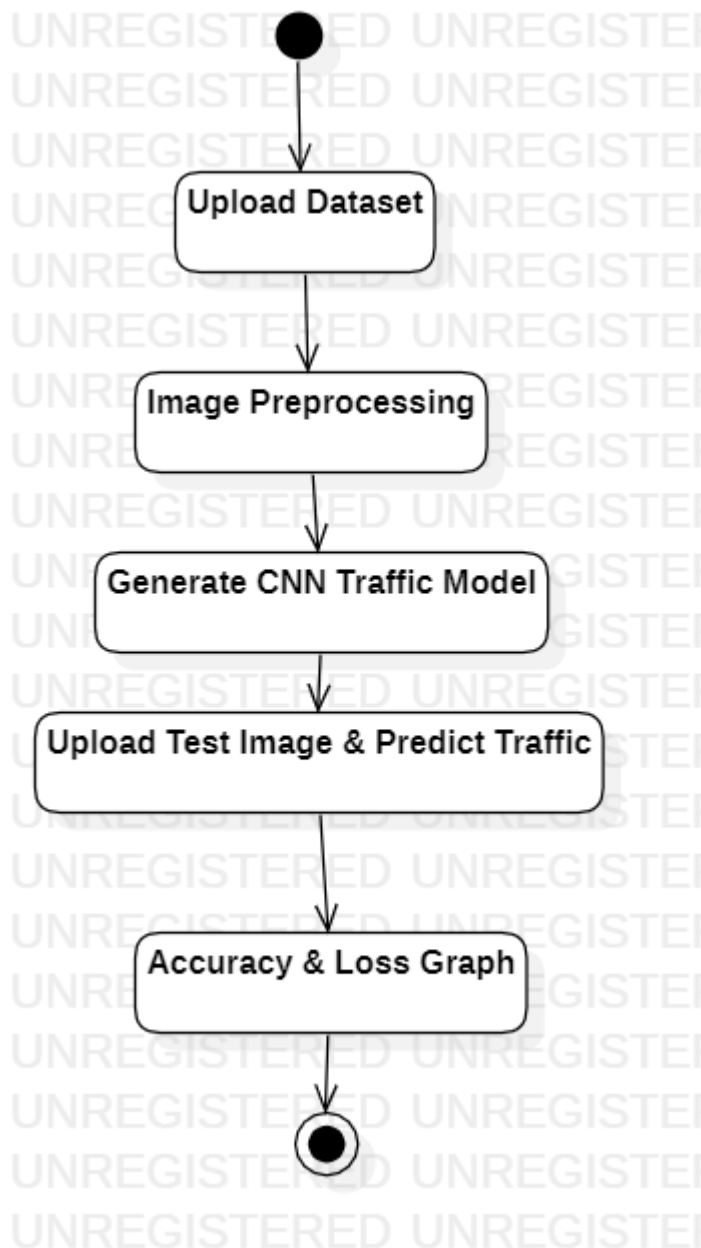 Upload Dataset
Image Preprocessing
Generate CNN Traffic Model
Upload Test Image & Predict Traffic
Accuracy & Loss Graph